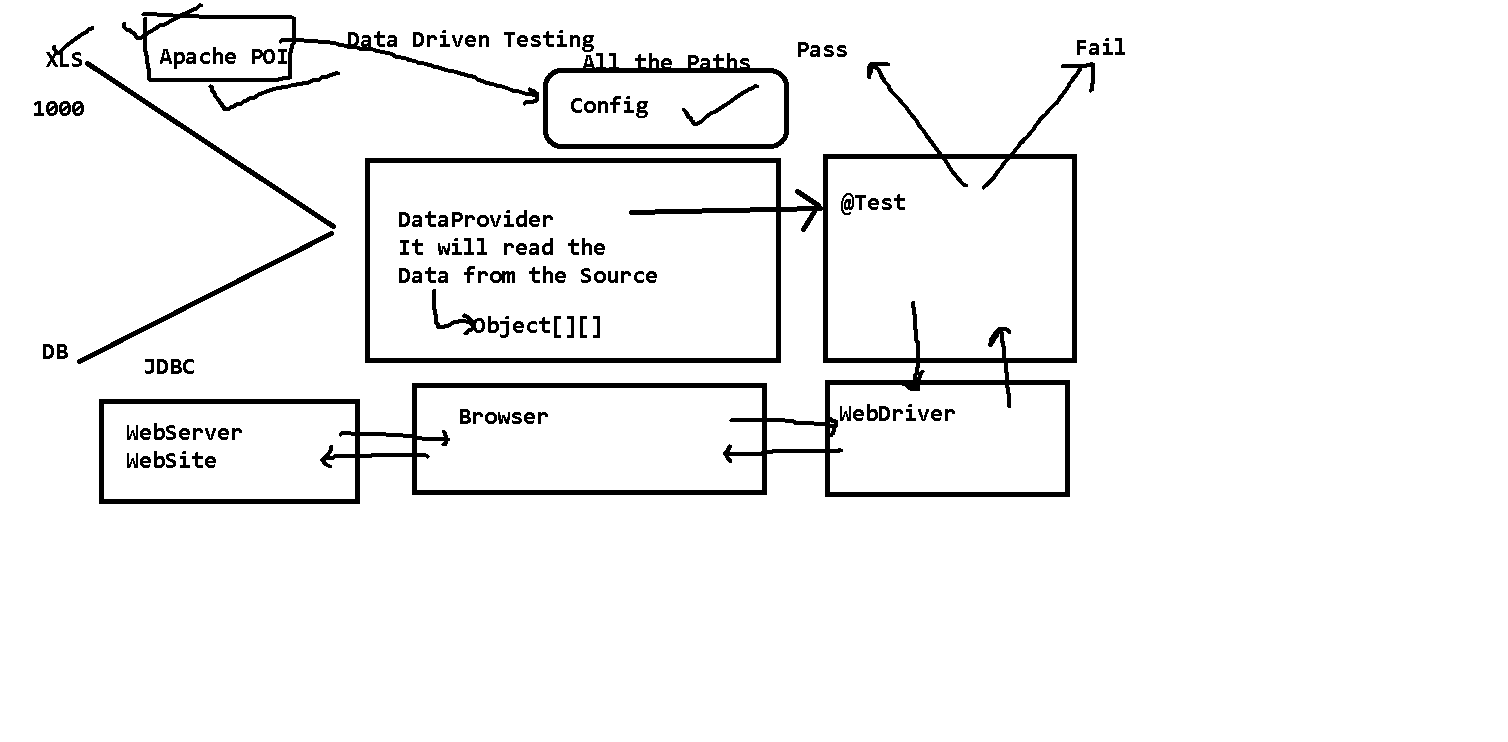 Data Driven Testing
XLS
Apache POI
1000
All the Paths
Config
Pass
Fail
DataProvider
It will read the
Data from the Source
Object[][]
@Test
DB
JDBC
WebServer
WebSite
Browser
WebDriver